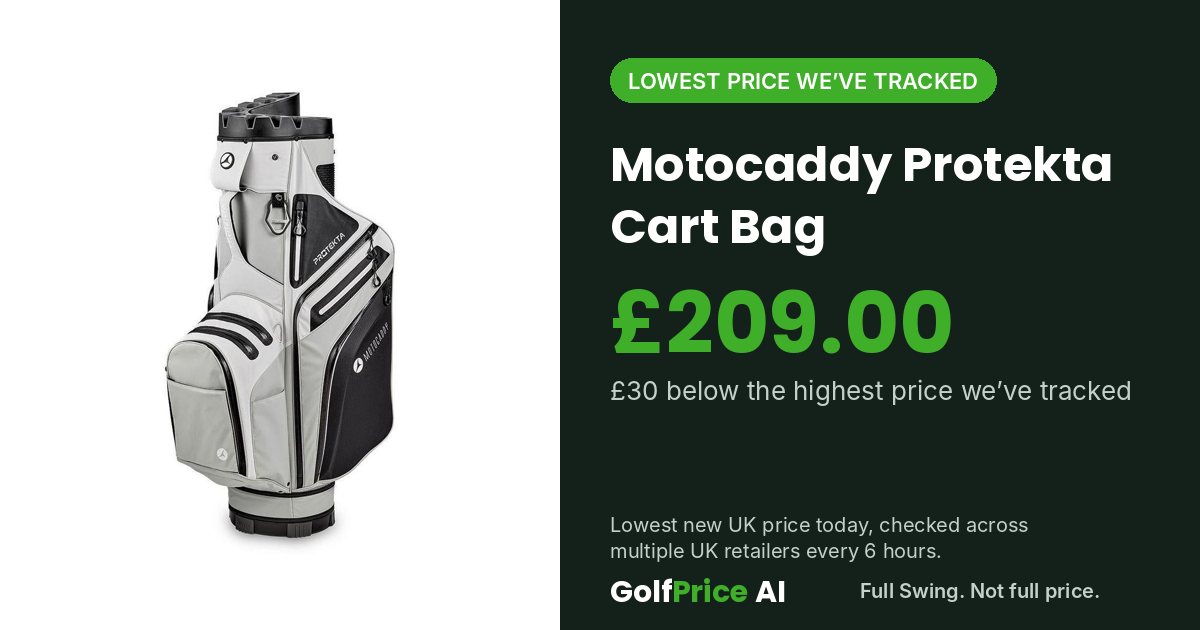 PROTEKTA
MOTOCADDY
LOWEST PRICE WE’VE TRACKED
Motocaddy Protekta
Cart Bag
£209.00
£30 below the highest price we’ve tracked
Lowest new UK price today, checked across
multiple UK retailers every 6 hours.
GolfPrice AI
Full Swing. Not full price.